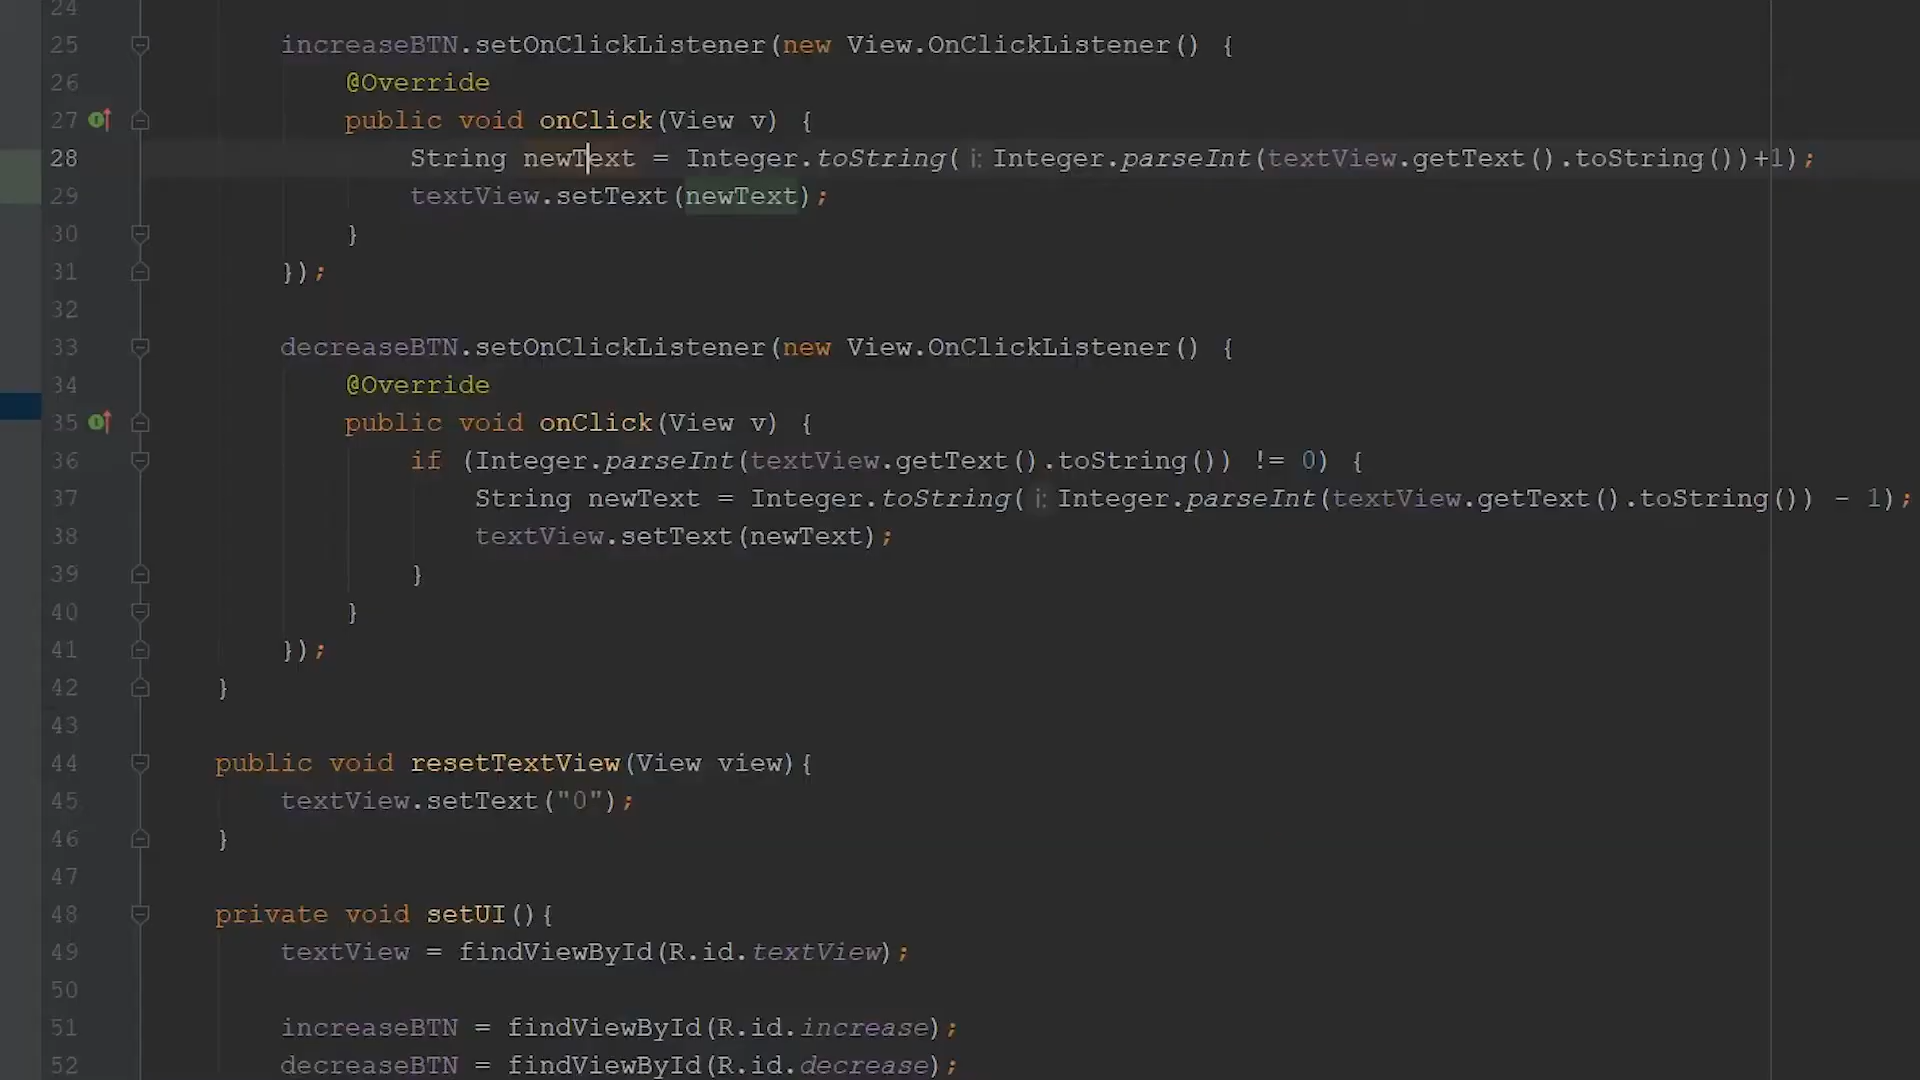 24
25 increaseBTN.setOnClickListener(new View.OnClickListener() {
26 @Override
27 public void onClick(View v) {
28 String newText = Integer.toString( i: Integer.parseInt(textView.getText().toString())+1);
29 textView.setText(newText);
30 }
31 });
32
33 decreaseBTN.setOnClickListener(new View.OnClickListener() {
34 @Override
35 public void onClick(View v) {
36 if (Integer.parseInt(textView.getText().toString()) != 0) {
37 String newText = Integer.toString( i: Integer.parseInt(textView.getText().toString()) - 1);
38 textView.setText(newText);
39 }
40 }
41 });
42 }
43
44 public void resetTextView(View view){
45 textView.setText("0");
46 }
47
48 private void setUI(){
49 textView = findViewById(R.id.textView);
50
51 increaseBTN = findViewById(R.id.increase);
52 decreaseBTN = findViewById(R.id.decrease);